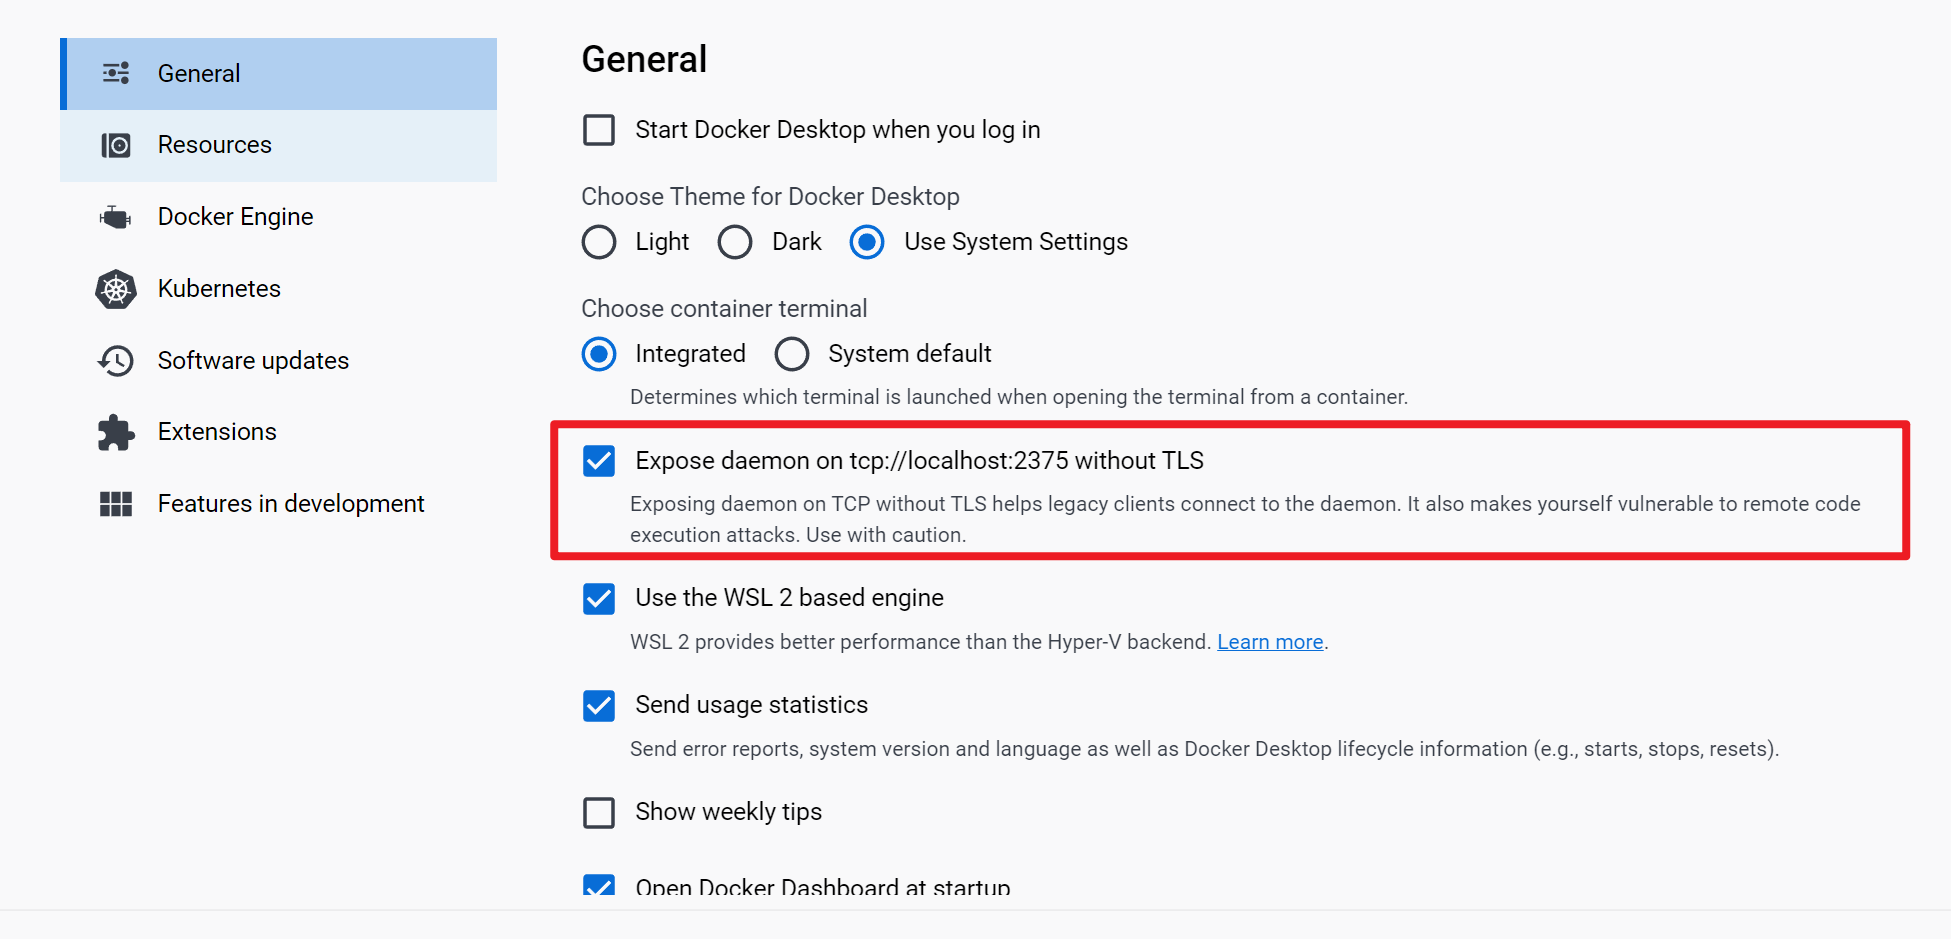 General
Resources
Docker Engine
Kubernetes
Software updates
Extensions
Features in development
General
Start Docker Desktop when you log in
Choose Theme for Docker Desktop
Light Dark Use System Settings
Choose container terminal
Integrated System default
Determines which terminal is launched when opening the terminal from a container.
Expose daemon on tcp://localhost:2375 without TLS
Exposing daemon on TCP without TLS helps legacy clients connect to the daemon. It also makes yourself vulnerable to remote code
execution attacks. Use with caution.
Use the WSL 2 based engine
WSL 2 provides better performance than the Hyper-V backend. Learn more.
Send usage statistics
Send error reports, system version and language as well as Docker Desktop lifecycle information (e.g., starts, stops, resets).
Show weekly tips
Open Docker Dashboard at startup